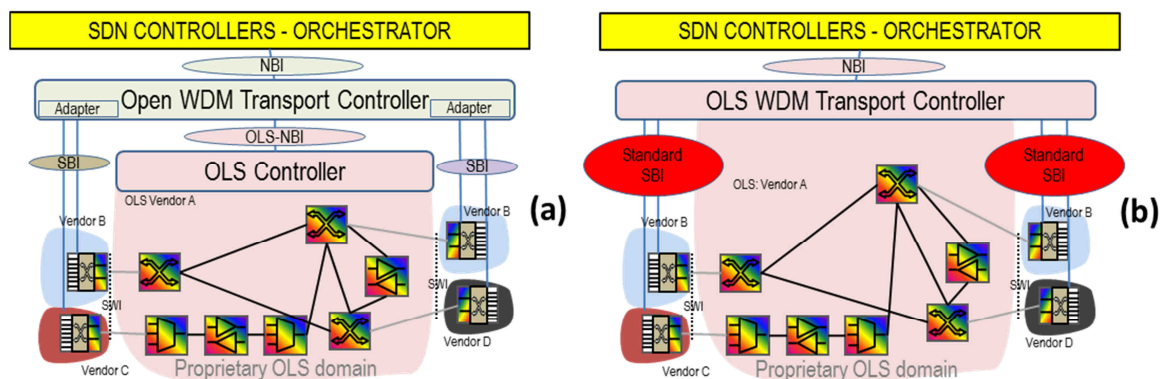 SDN CONTROLLERS - ORCHESTRATOR
NBI
Adapter
Open WDM Transport Controller
Adapter
OLS-NBI
SBI
OLS Controller
SBI
OLS Vendor A
Vendor B
Vendor B
SWI
SWI
Vendor C
Vendor D
Proprietary OLS domain
(a)
SDN CONTROLLERS - ORCHESTRATOR
NBI
OLS WDM Transport Controller
Standard
SBI
Standard
SBI
OLS: Vendor A
Vendor B
Vendor B
SWI
SWI
Vendor C
Vendor D
Proprietary OLS domain
(b)